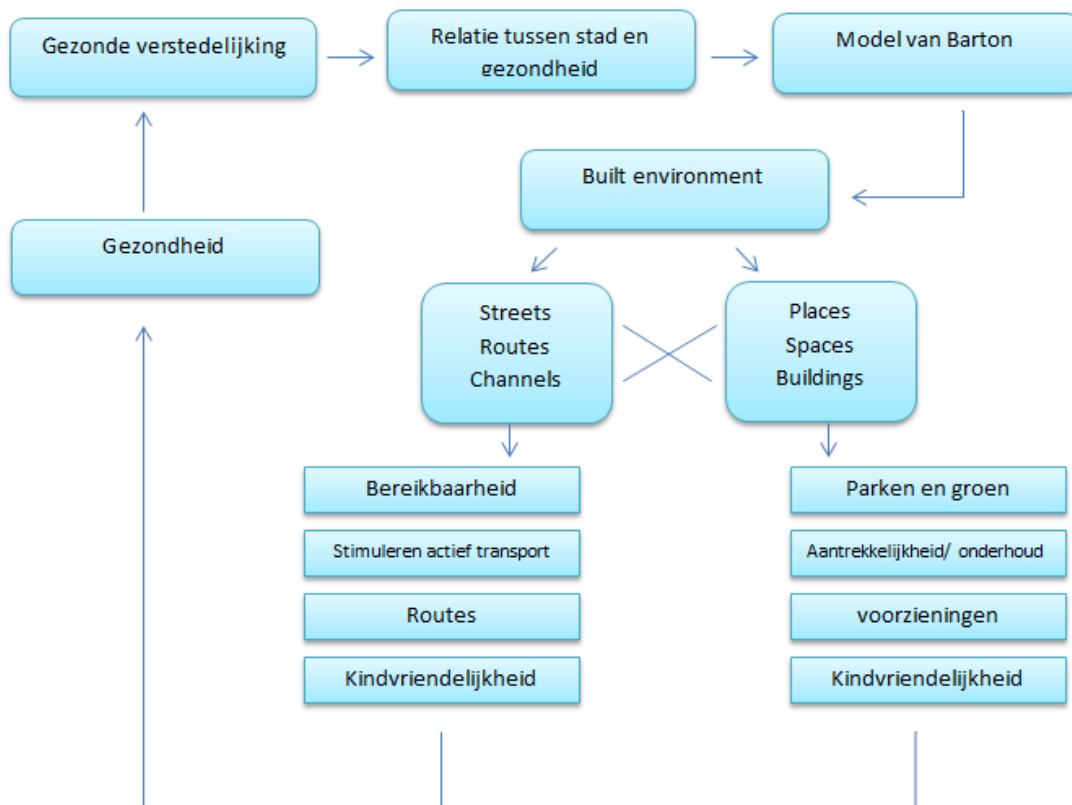 Gezonde verstedelijking
Relatie tussen stad en
gezondheid
Model van Barton
Built environment
Gezondheid
Streets
Routes
Channels
Places
Spaces
Buildings
Bereikbaarheid
Parken en groen
Stimuleren actief transport
Aantrekkelijkheid/ onderhoud
Routes
voorzieningen
Kindvriendelijkheid
Kindvriendelijkheid